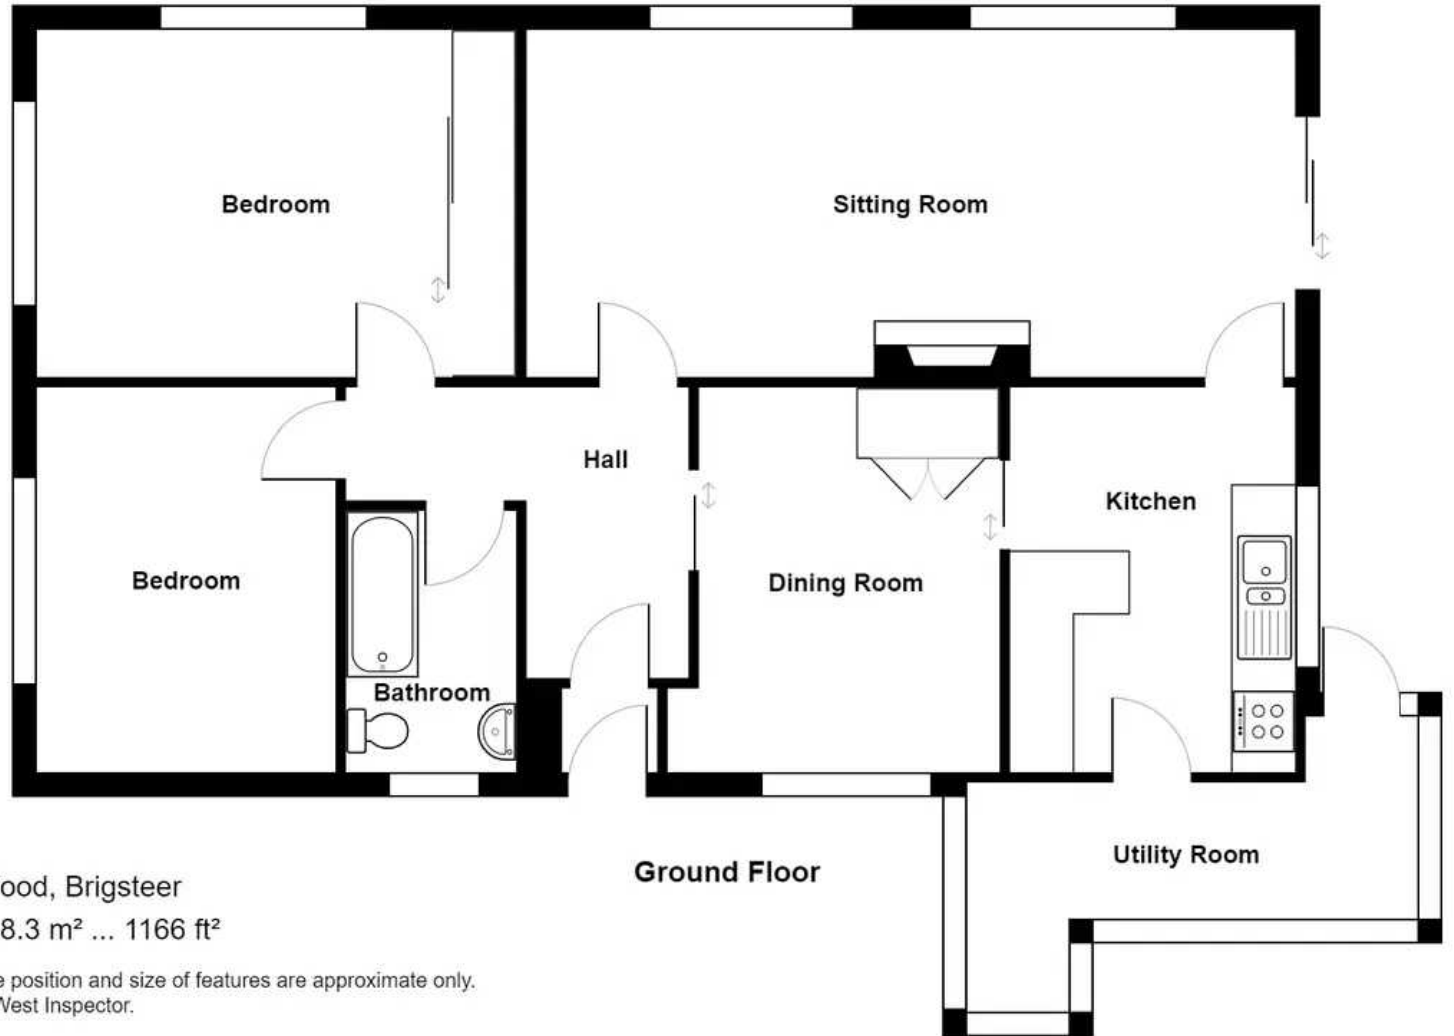 Bedroom
Sitting Room
Hall
Kitchen
Bedroom
Dining Room
Bathroom
Utility Room
Ground Floor
ood, Brigsteer
8.3 m² ... 1166 ft²
e position and size of features are approximate only.
West Inspector.